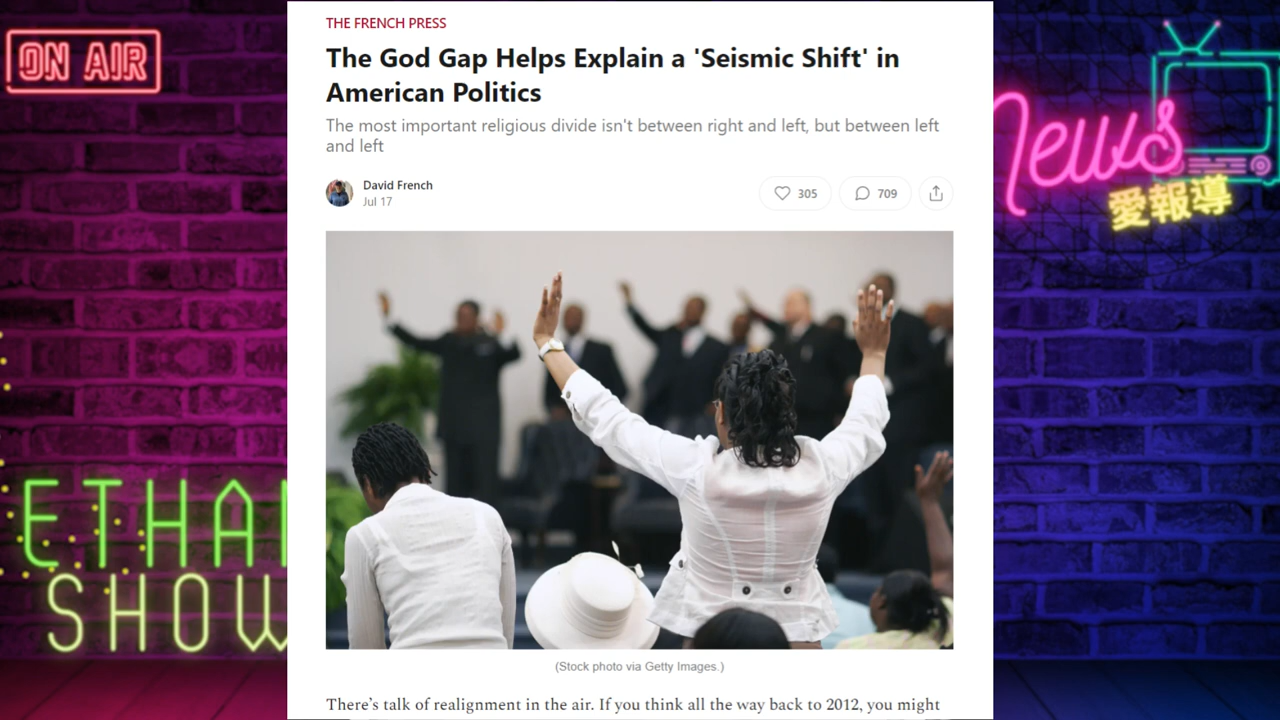 ON AIR
ETHAN
SHOW
THE FRENCH PRESS
The God Gap Helps Explain a 'Seismic Shift' in
American Politics
The most important religious divide isn't between right and left, but between left
and left
David French
Jul 17
305
709
(Stock photo via Getty Images.)
There’s talk of realignment in the air. If you think all the way back to 2012, you might
News
愛報導